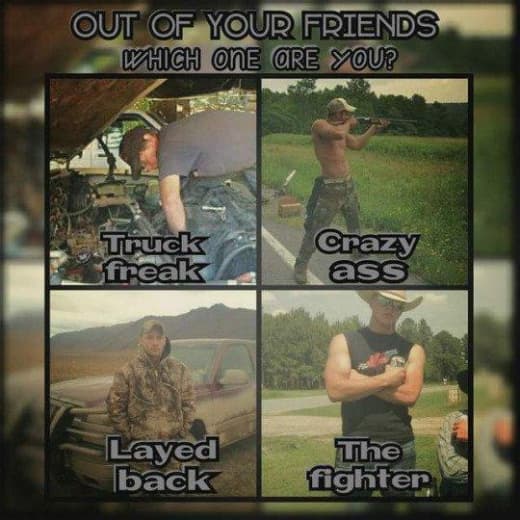 OUT OF YOUR FRIENDS
WHICH ONE ARE YOU?
Truck
freak
Crazy
ass
Layed
back
The
fighter